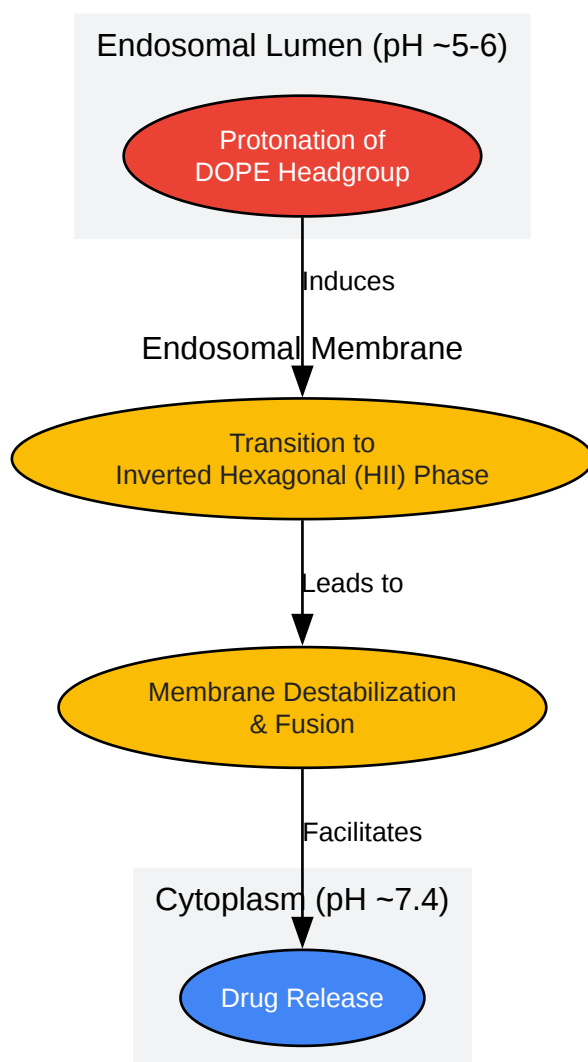 Endosomal Lumen (pH ~5-6)
Protonation of
DOPE Headgroup
Induces
Endosomal Membrane
Transition to
Inverted Hexagonal (HII) Phase
Leads to
Membrane Destabilization
& Fusion
Facilitates
Cytoplasm (pH ~7.4)
Drug Release